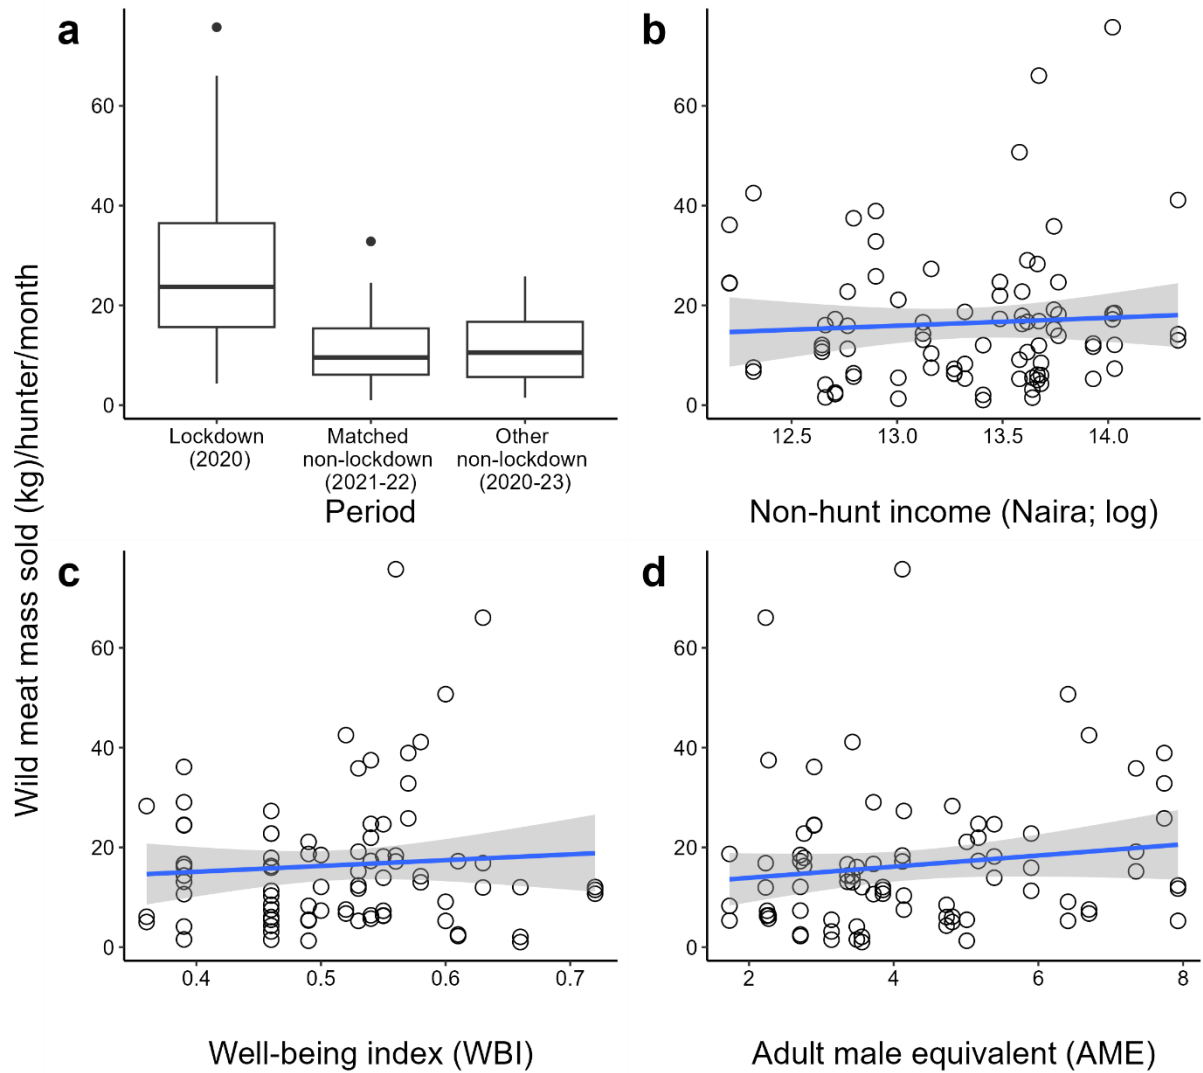 Wild meat mass sold (kg)/hunter/month
a
60
40
20
0
Lockdown
(2020)
Matched
non-lockdown
(2021-22)
Other
non-lockdown
(2020-23)
Period
b
60
40
20
0
12.5 13.0 13.5 14.0
Non-hunt income (Naira; log)
c
60
40
20
0
0.4 0.5 0.6 0.7
Well-being index (WBI)
d
60
40
20
0
2 4 6 8
Adult male equivalent (AME)